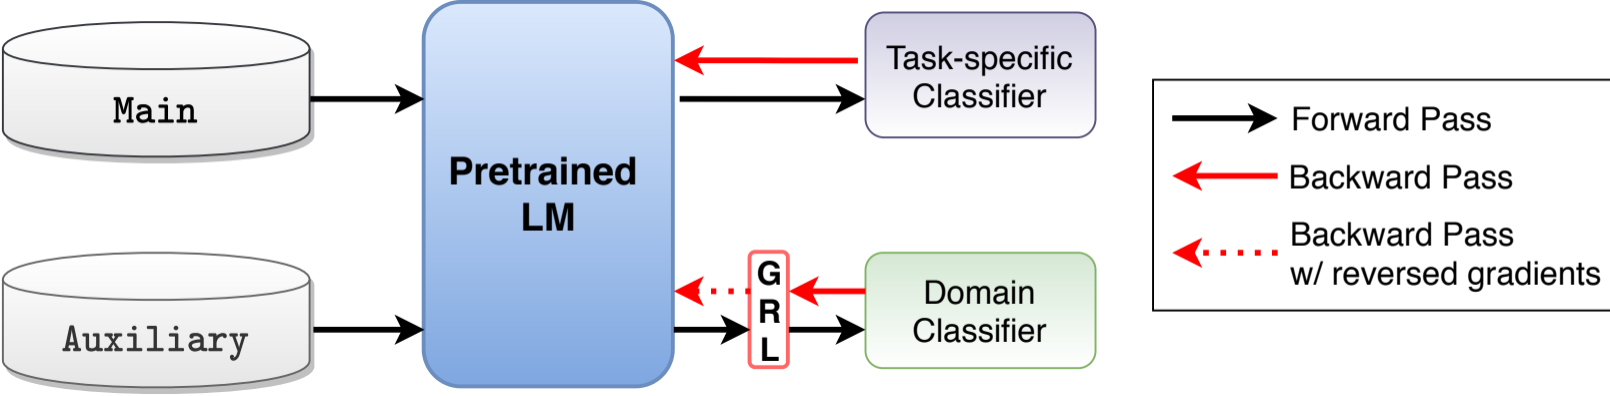 Main
Auxiliary
Pretrained
LM
Task-specific
Classifier
G
R
L
Domain
Classifier
Forward Pass
Backward Pass
Backward Pass
w/ reversed gradients